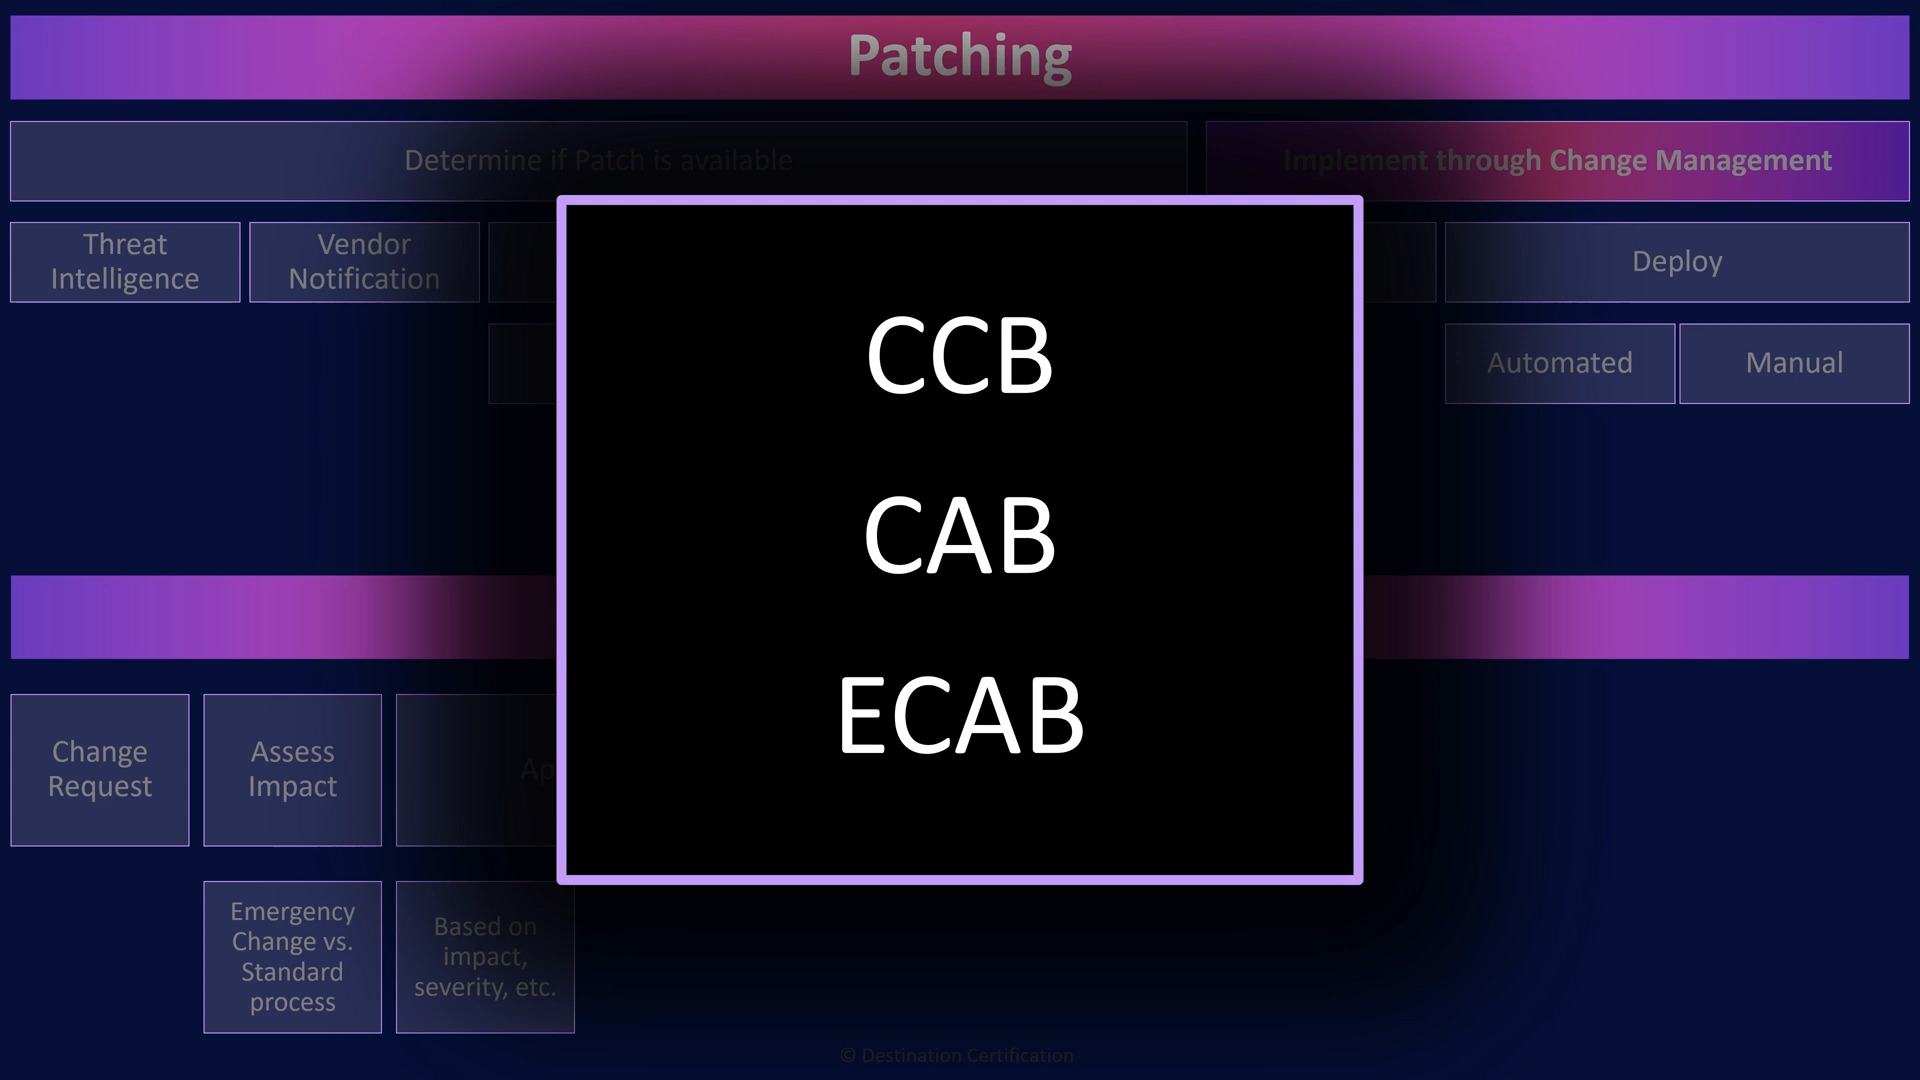 Patching
Determine if Patch is available
Implement through Change Management
Threat
Intelligence
Vendor
Notification
Deploy
Automated
Manual
CCB
CAB
ECAB
Change
Request
Assess
Impact
Ap
Emergency
Change vs.
Standard
process
Based on
impact,
severity, etc.
© Destination Certification